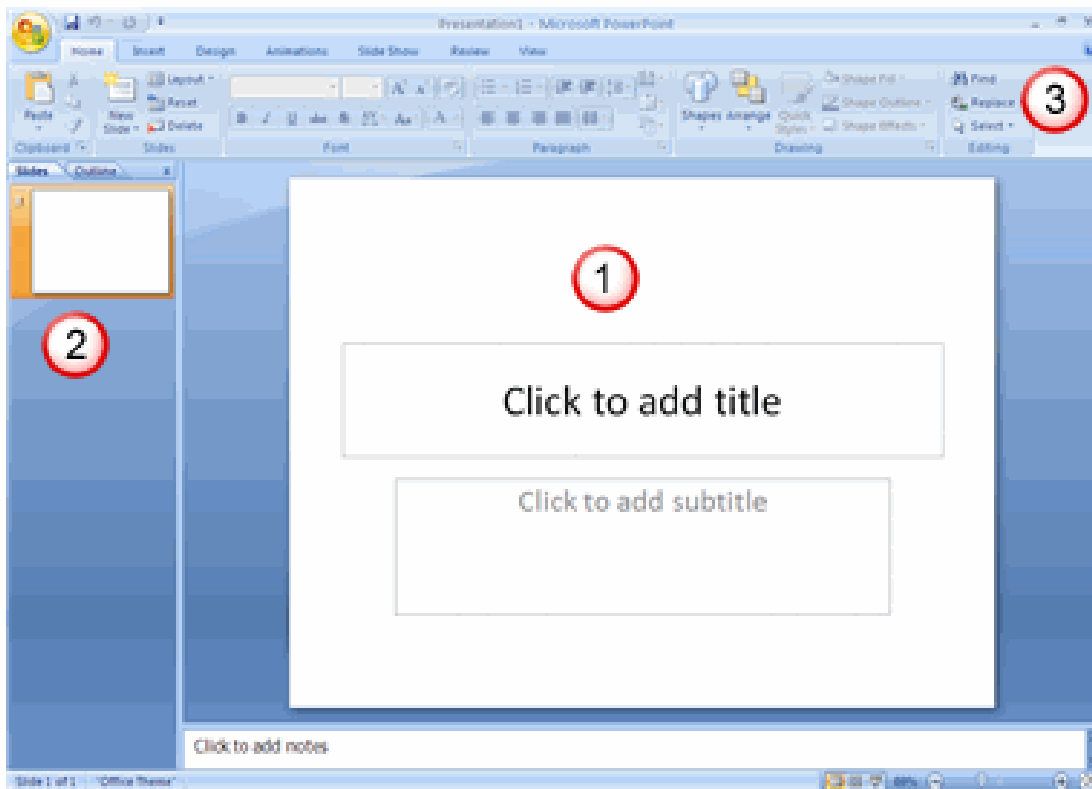 Presentation1 - Microsoft PowerPoint
Home Insert Design Animations Slide Show Review View
Layout Shape Fill Find
Reset Shape Outline Replace 3
Paste New Slide Delete Shapes Arrange Quick Styles Shape Effects Select
Clipboard Slides Font Paragraph Drawing Editing
Slides Outline
1
2
Click to add title
Click to add subtitle
Click to add notes
Slide 1 of 1 "Office Theme"